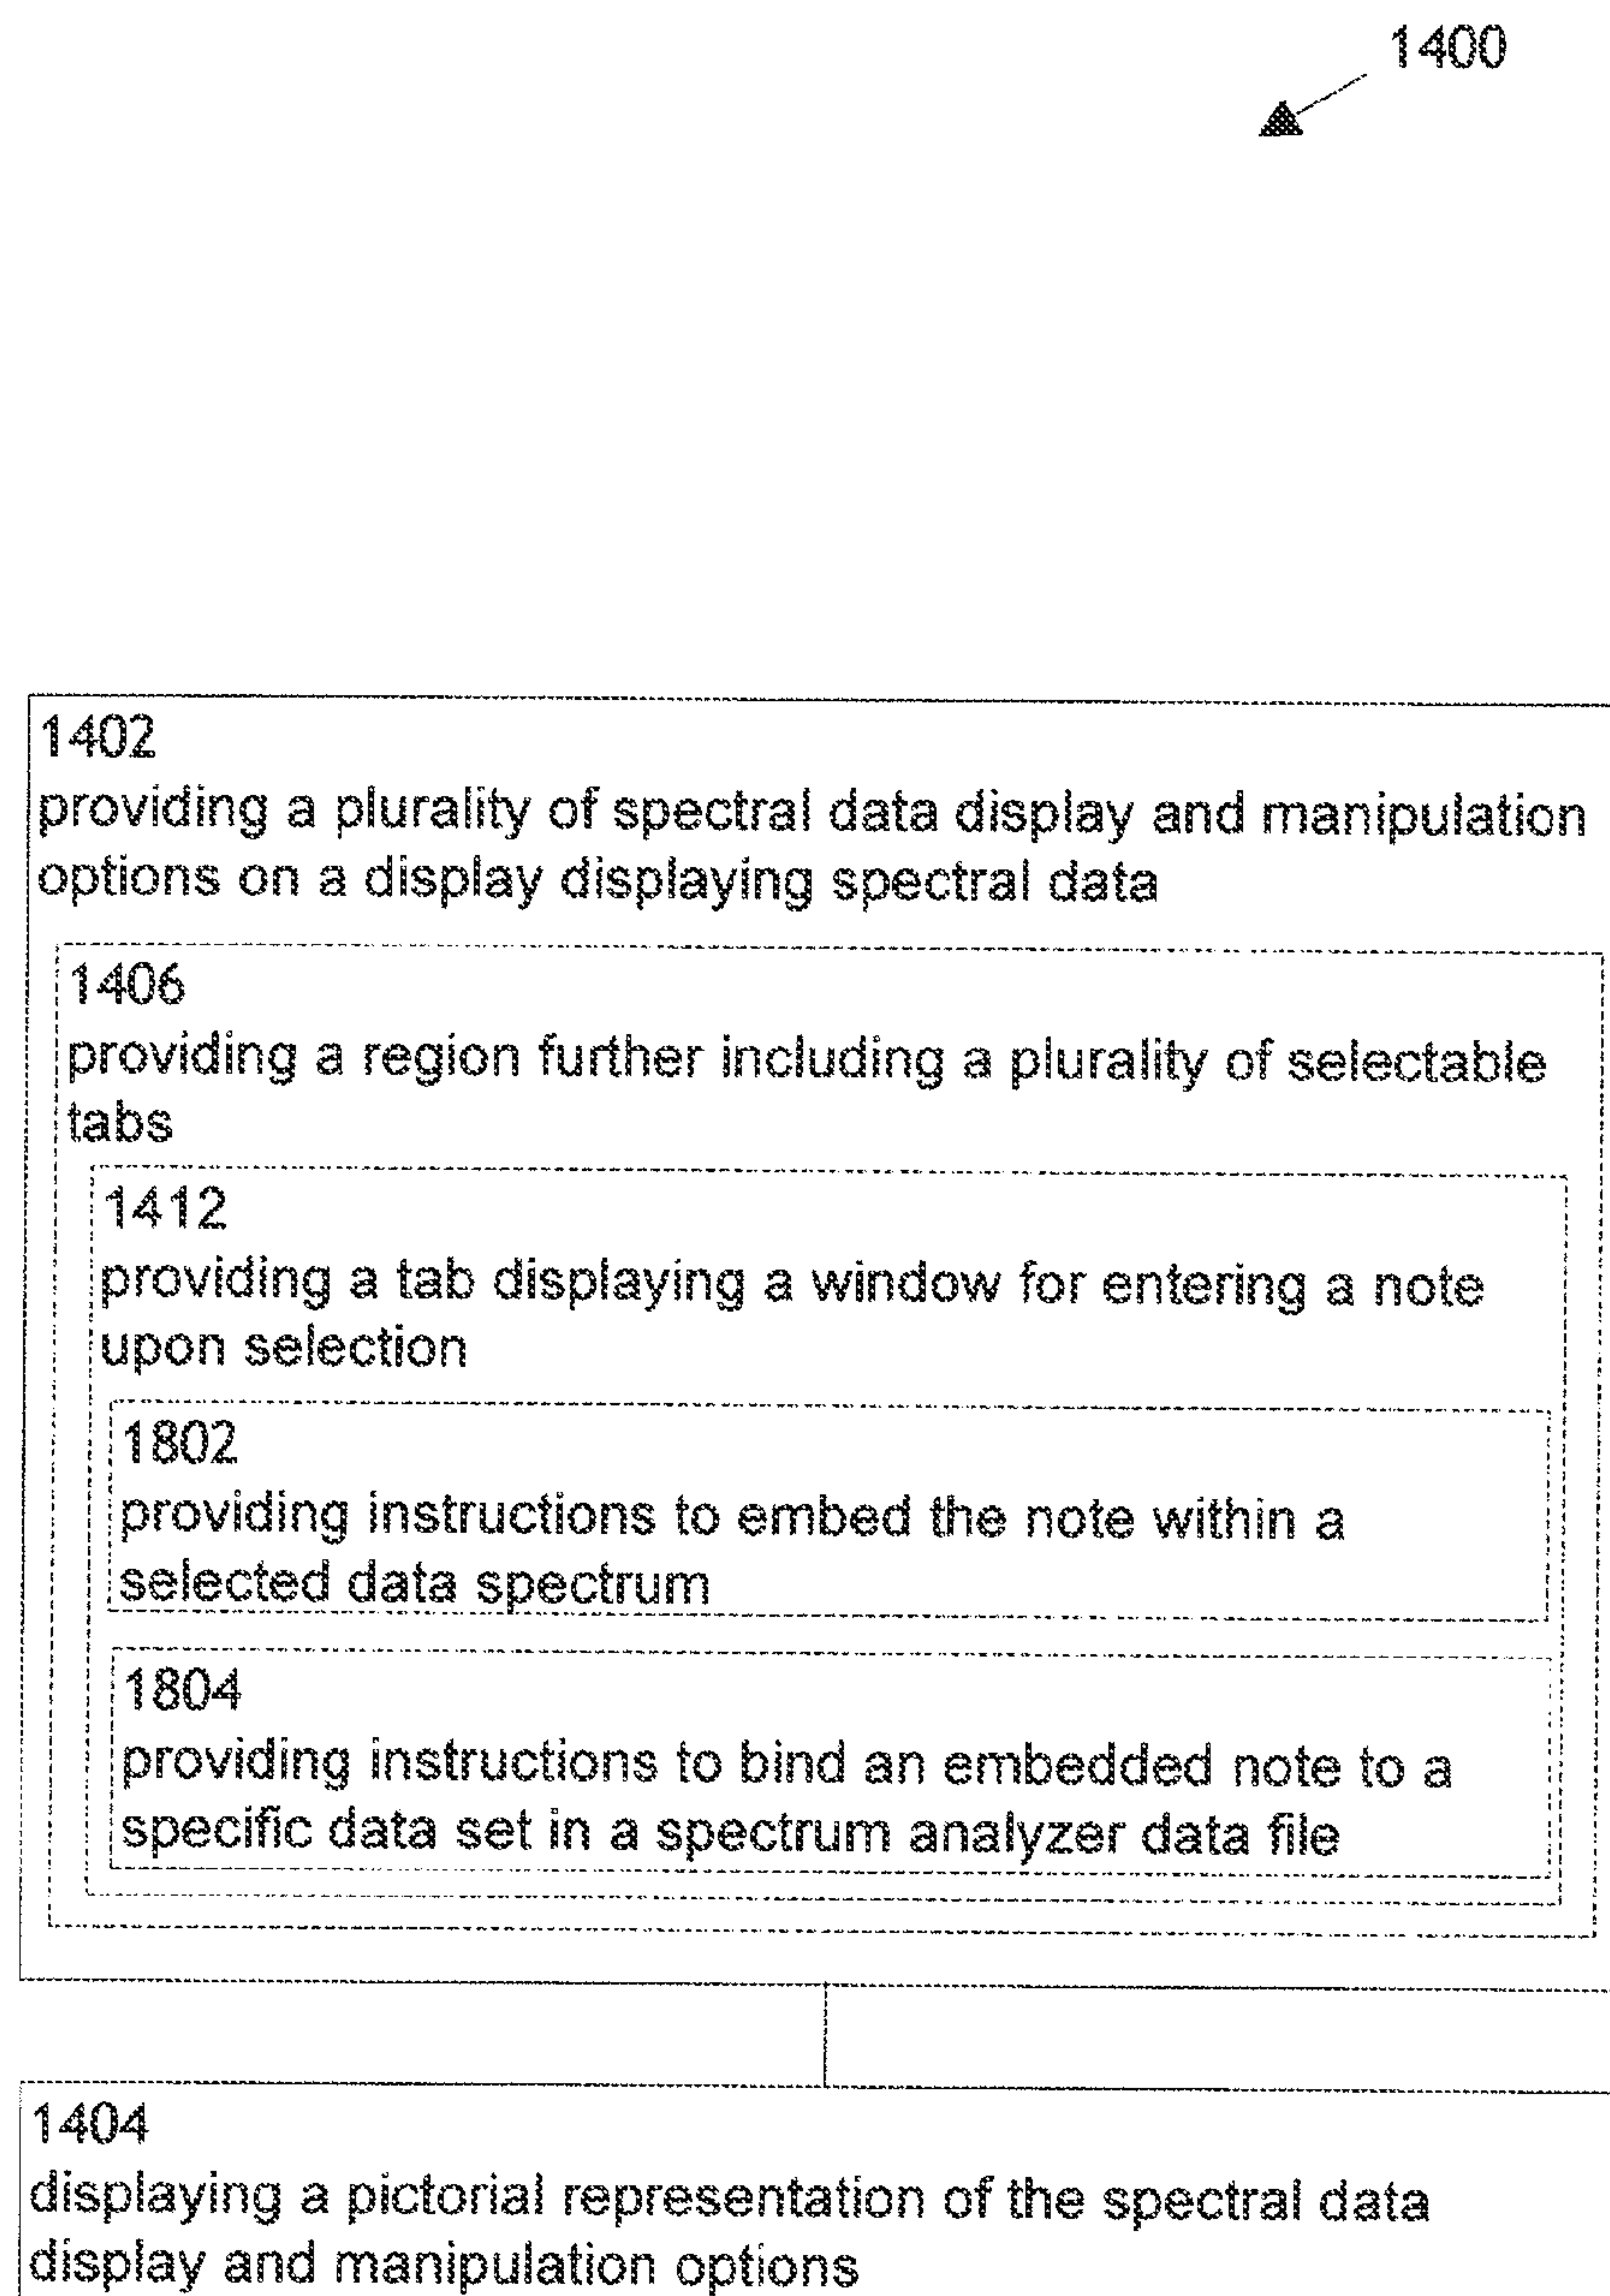 1400
1402
providing a plurality of spectral data display and manipulation
options on a display displaying spectral data
1406
providing a region further including a plurality of selectable
tabs
1412
providing a tab displaying a window for entering a note
upon selection
1802
providing instructions to embed the note within a
selected data spectrum
1804
providing instructions to bind an embedded note to a
specific data set in a spectrum analyzer data file
1404
displaying a pictorial representation of the spectral data
display and manipulation options